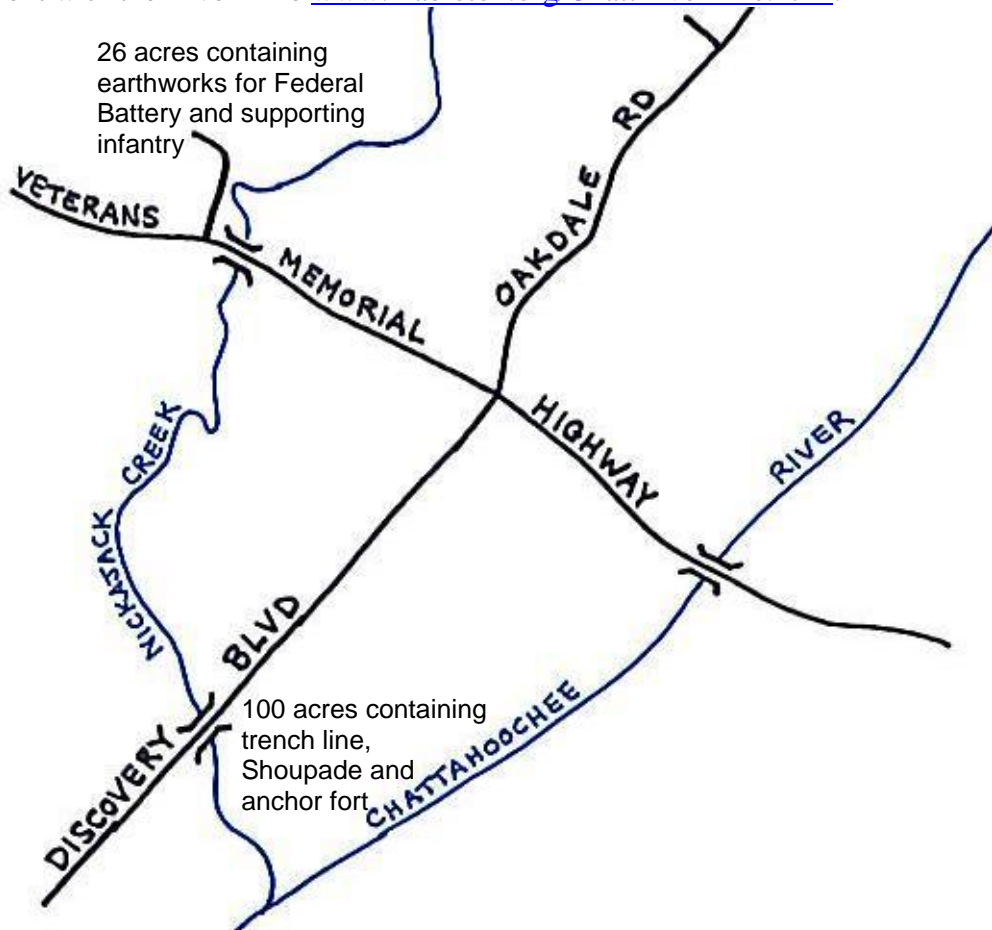 26 acres containing
earthworks for Federal
Battery and supporting
infantry
VETERANS
MEMORIAL
HIGHWAY
OAKDALE RD
RIVER
NICKAJACK CREEK
DISCOVERY BLVD
100 acres containing
trench line,
Shoupade and
anchor fort
CHATTAHOOCHEE